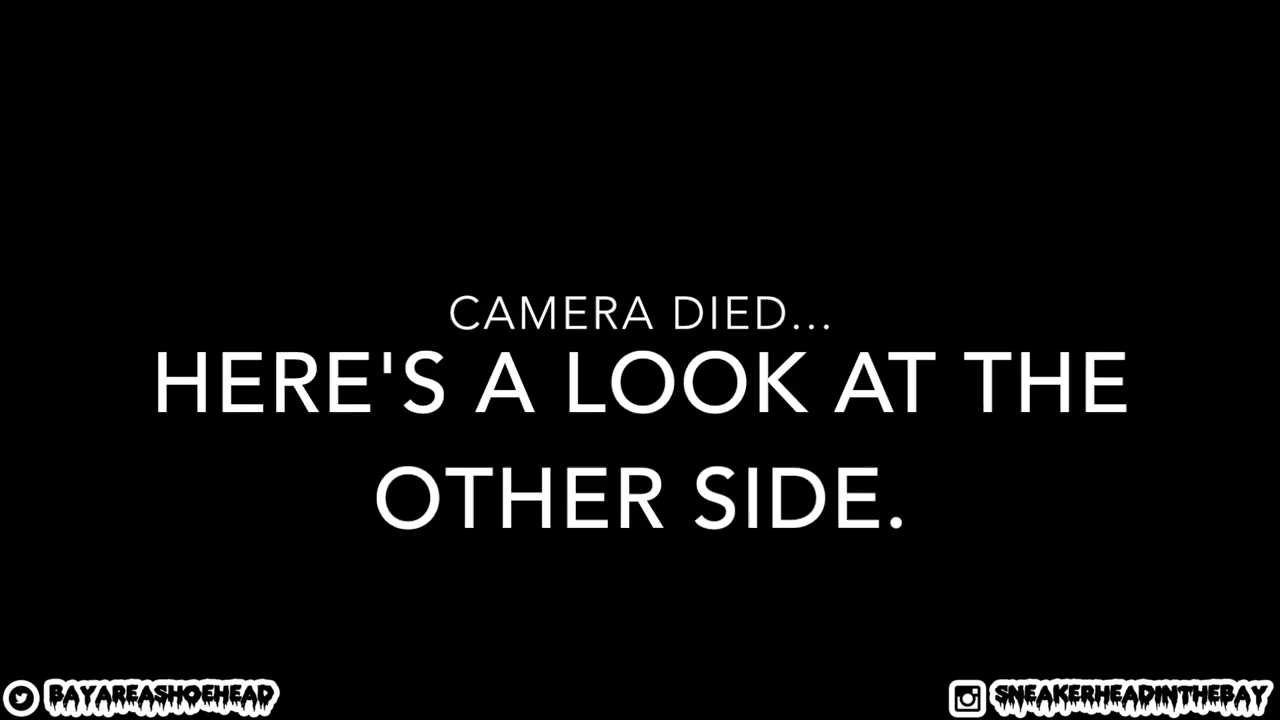 CAMERA DIED...
HERE'S A LOOK AT THE
OTHER SIDE.
BAYAREASHOEHEAD
SNEAKERHEADINTHEBAY